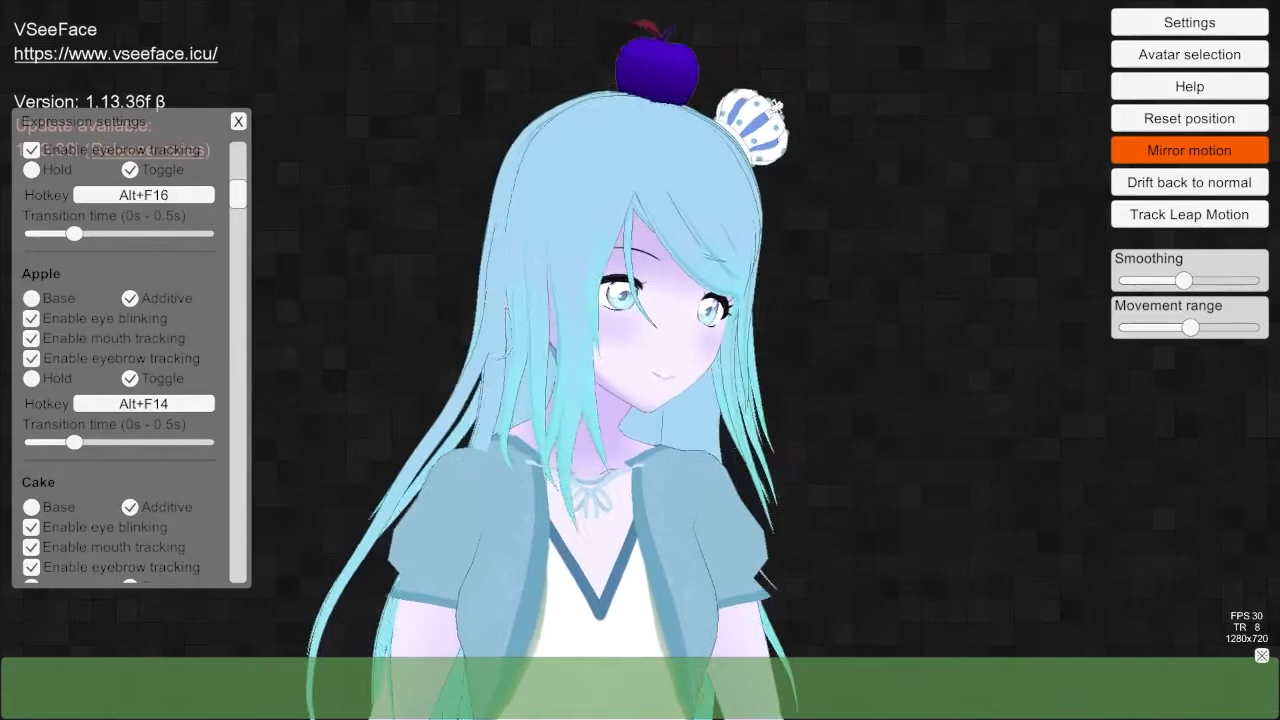 VSeeFace
https://www.vseeface.icu/
Version: 1.13.36f β
Update available:
Expression settings
X
Enable eyebrow tracking
Hold Toggle
Hotkey Alt+F16
Transition time (0s - 0.5s)
Apple
Base Additive
Enable eye blinking
Enable mouth tracking
Enable eyebrow tracking
Hold Toggle
Hotkey Alt+F14
Transition time (0s - 0.5s)
Cake
Base Additive
Enable eye blinking
Enable mouth tracking
Enable eyebrow tracking
Settings
Avatar selection
Help
Reset position
Mirror motion
Drift back to normal
Track Leap Motion
Smoothing
Movement range
FPS 30
TR 8
1280x720